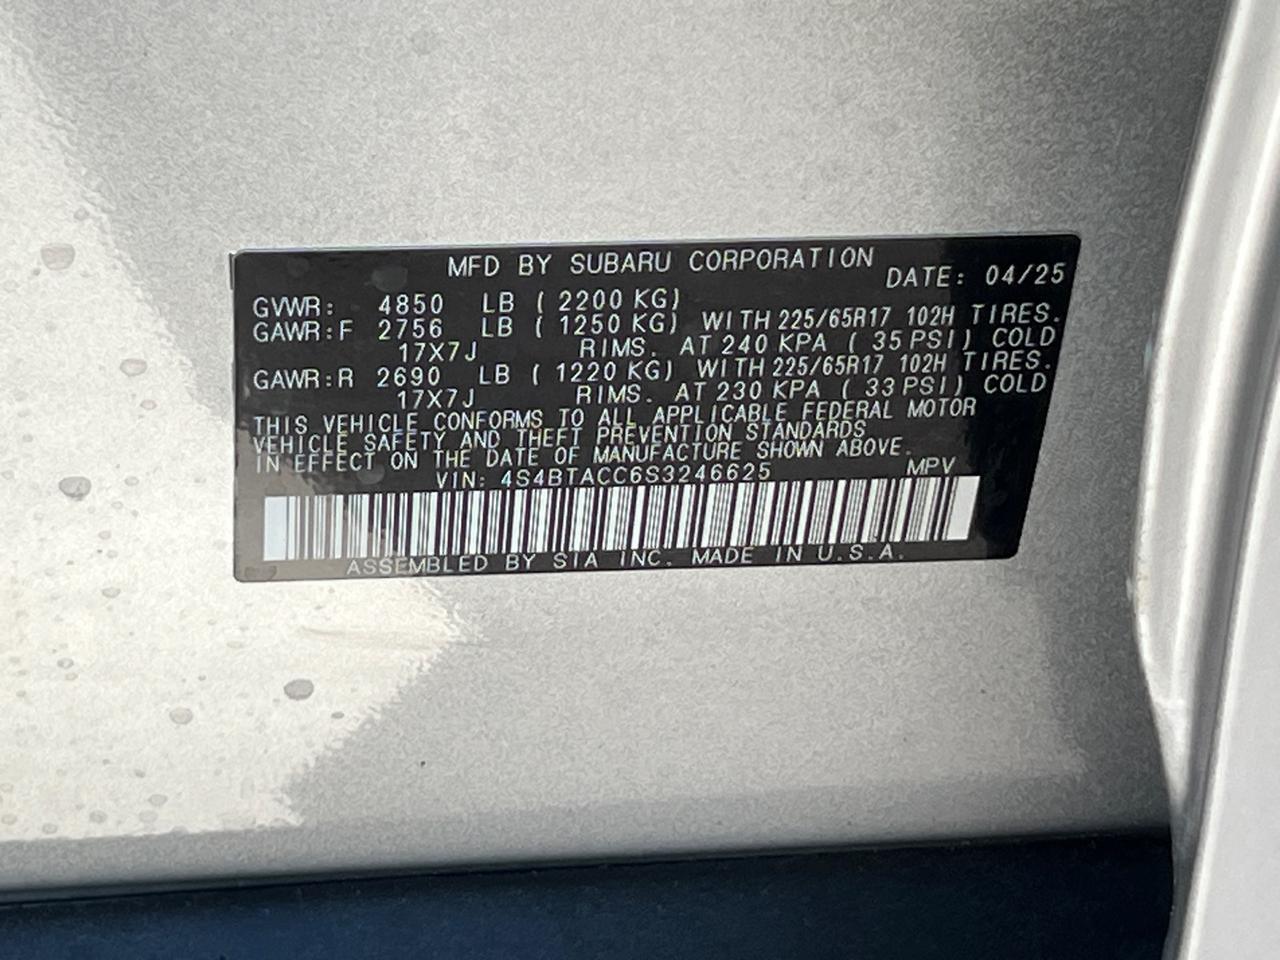 MFD BY SUBARU CORPORATION
DATE: 04/25
GVWR: 4850 LB ( 2200 KG)
GAWR:F 2756 LB ( 1250 KG) WITH 225/65R17 102H TIRES.
17X7J RIMS. AT 240 KPA ( 35 PSI) COLD
GAWR:R 2690 LB ( 1220 KG) WITH 225/65R17 102H TIRES.
17X7J RIMS. AT 230 KPA ( 33 PSI) COLD
THIS VEHICLE CONFORMS TO ALL APPLICABLE FEDERAL MOTOR
VEHICLE SAFETY AND THEFT PREVENTION STANDARDS
IN EFFECT ON THE DATE OF MANUFACTURE SHOWN ABOVE.
VIN: 4S4BTACC6S3246625 MPV
ASSEMBLED BY SIA INC. MADE IN U.S.A.